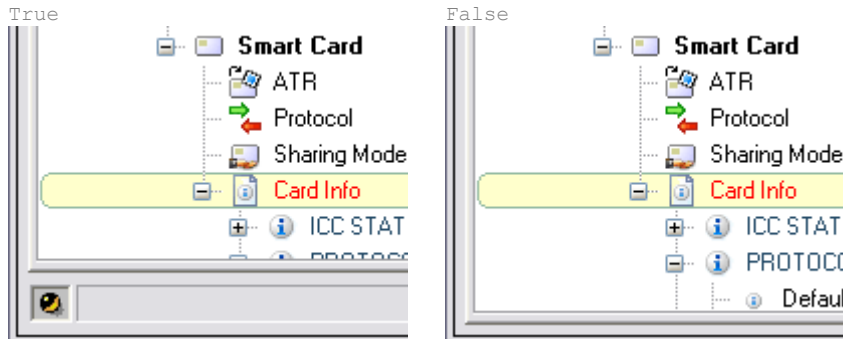 True
Smart Card
ATR
Protocol
Sharing Mode
Card Info
ICC STAT
False
Smart Card
ATR
Protocol
Sharing Mode
Card Info
ICC STAT
PROTOCO
Defaul